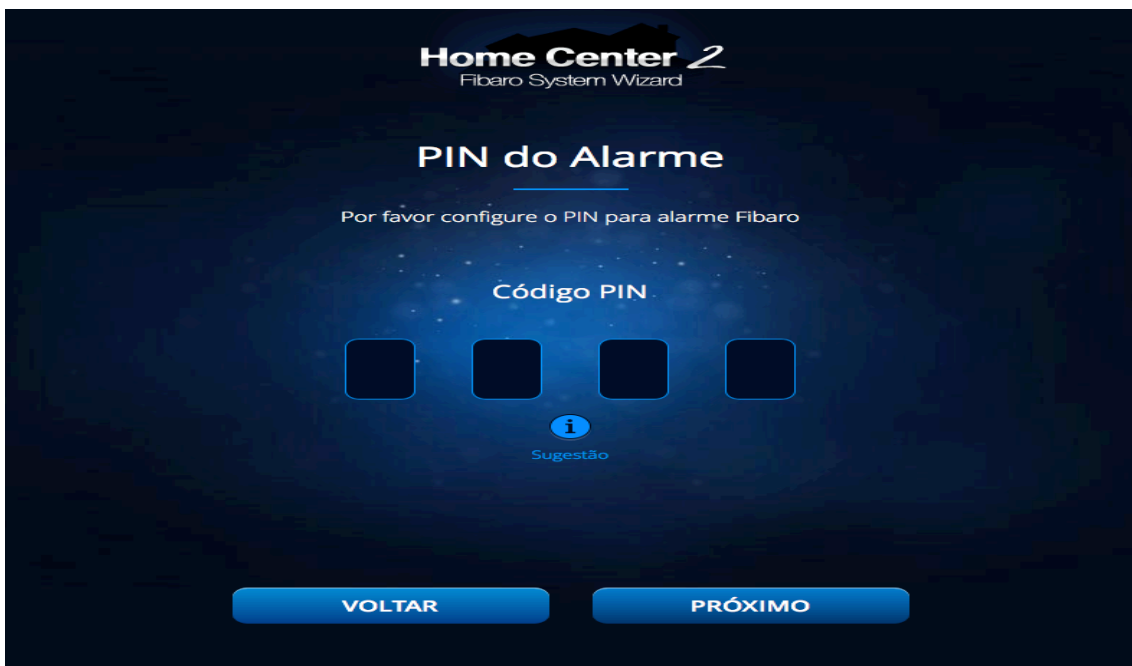 Home Center 2
Fibaro System Wizard
PIN do Alarme
Por favor configure o PIN para alarme Fibaro
Código PIN
i
Sugestão
VOLTAR
PRÓXIMO